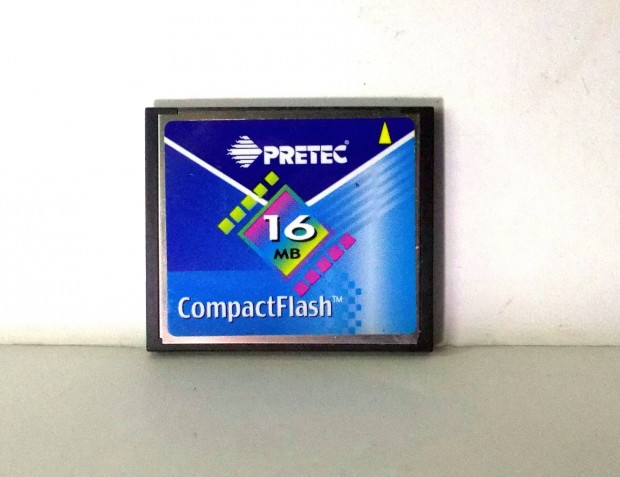 PRETEC®
16
MB
CompactFlash™